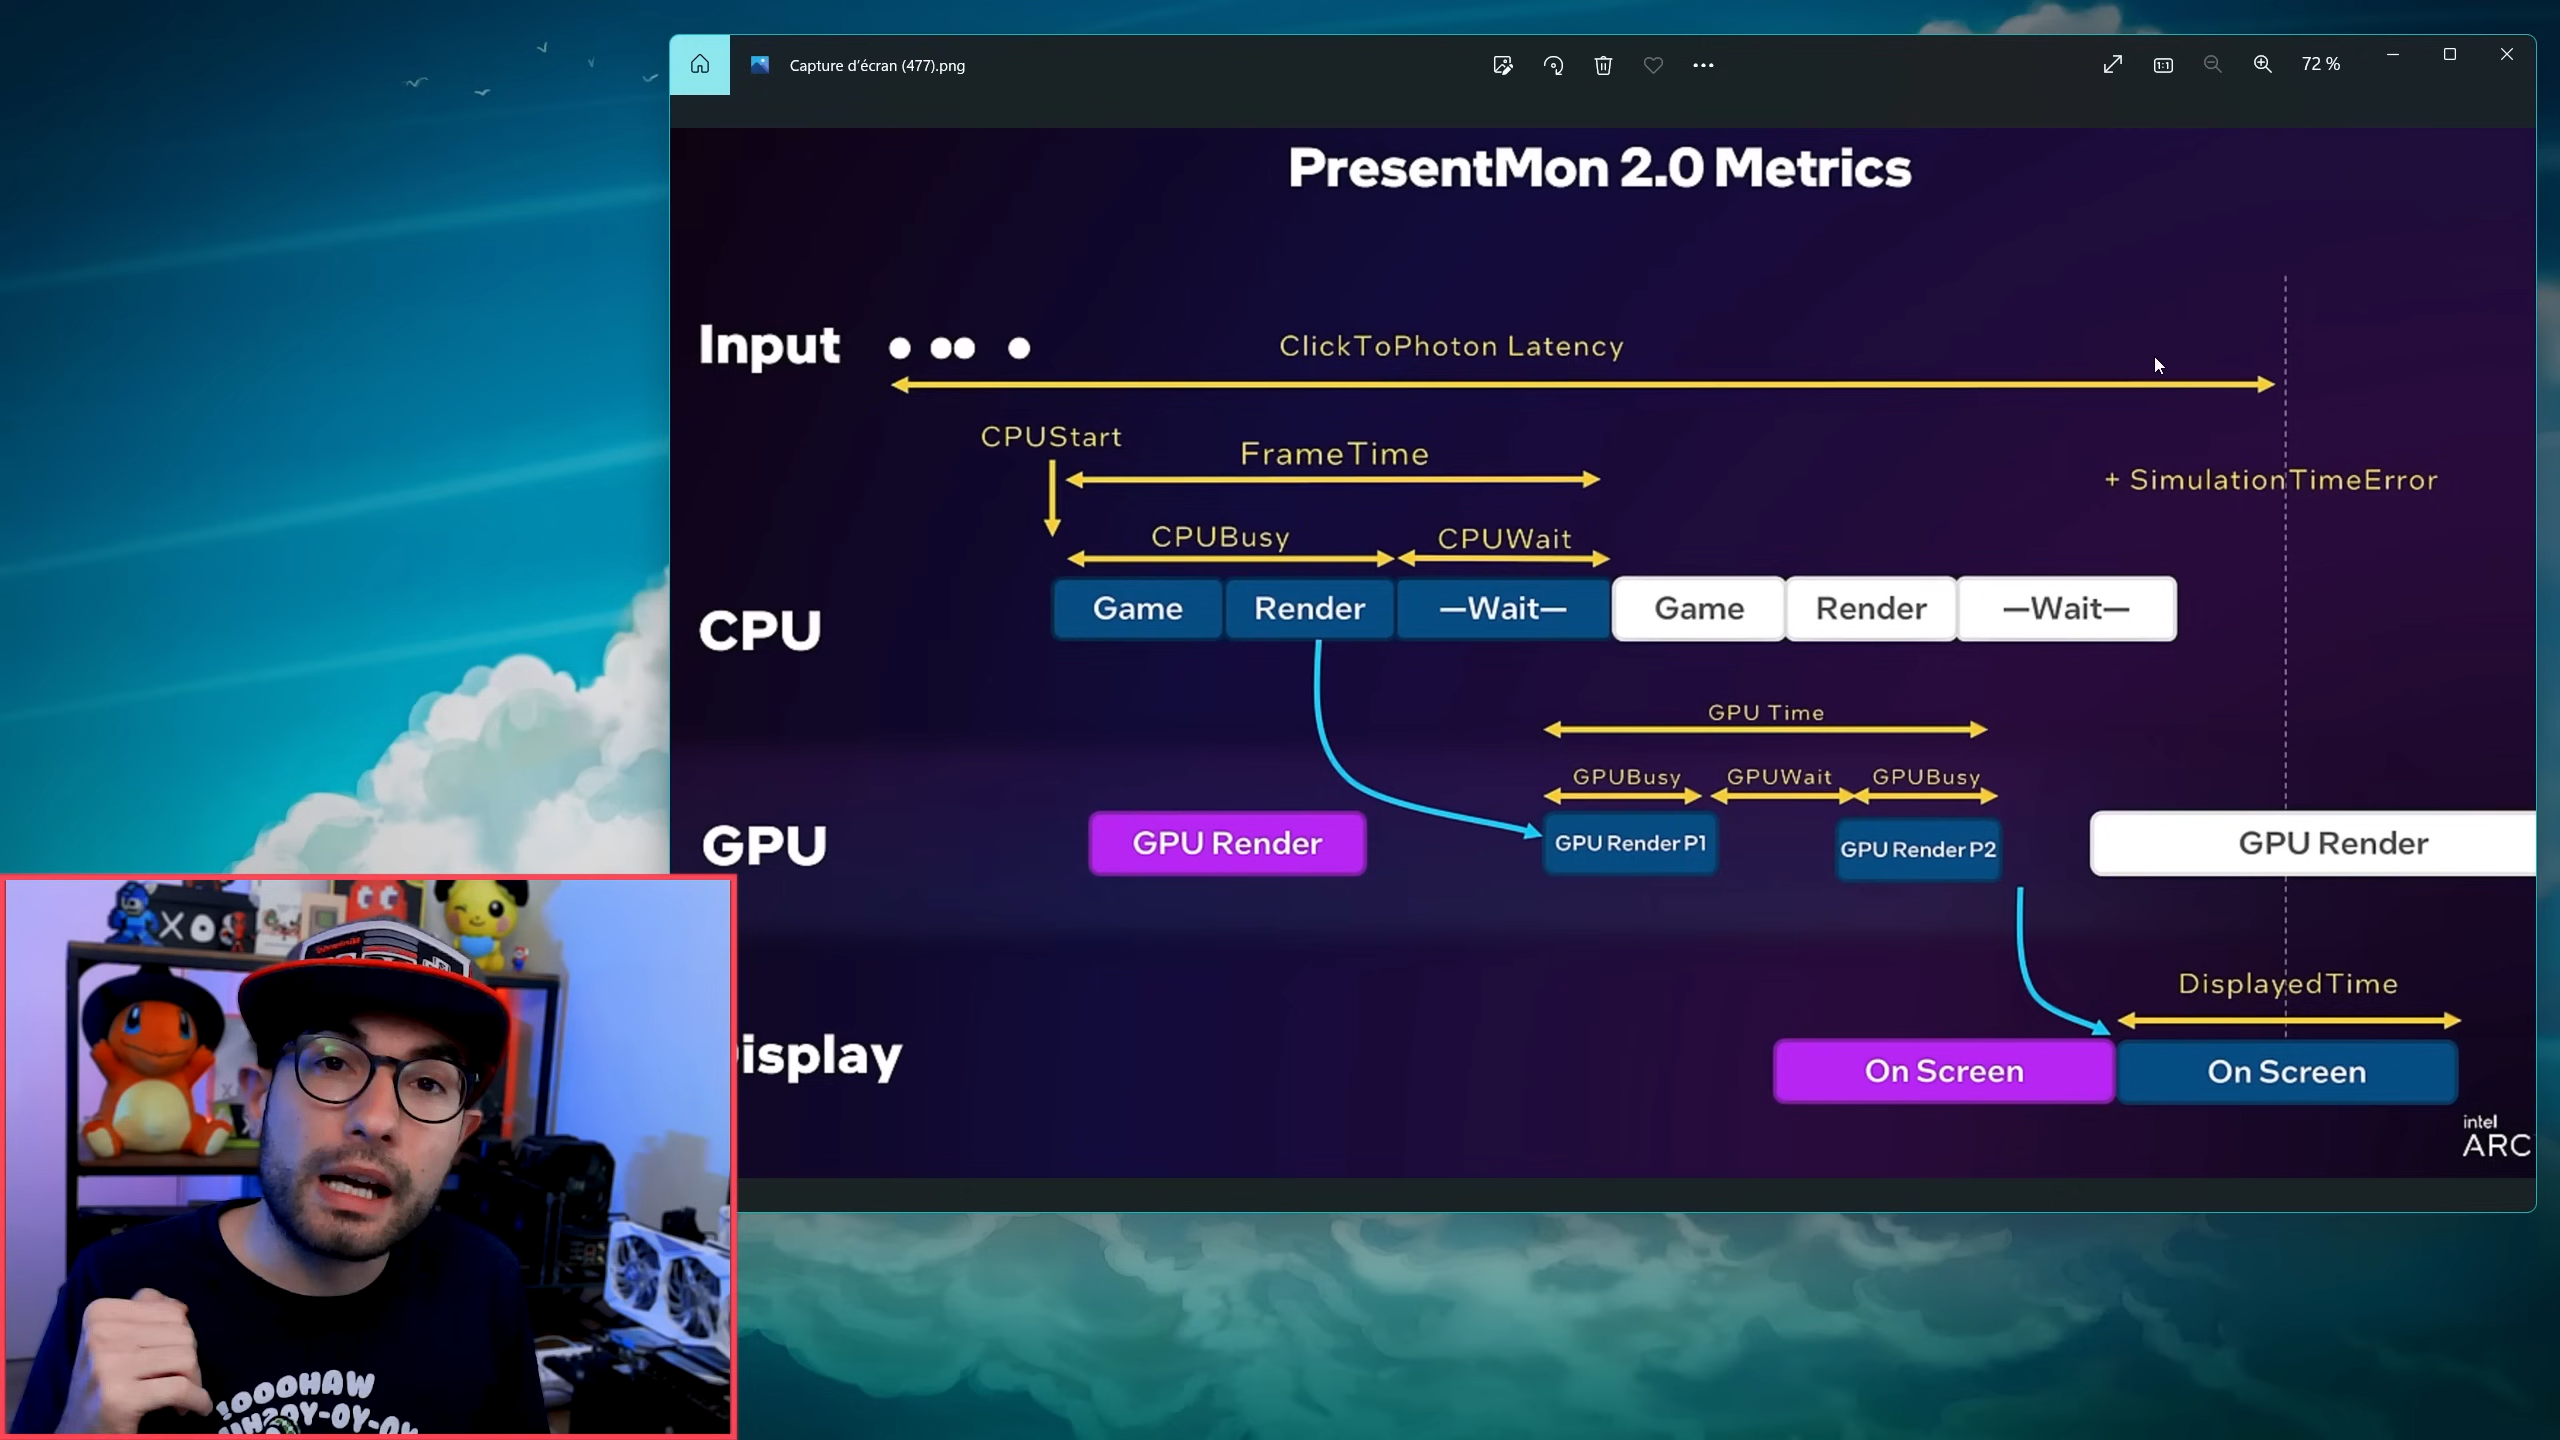 Capture d'écran (477).png
72 %
PresentMon 2.0 Metrics
Input
ClickToPhoton Latency
CPUStart
FrameTime
+ SimulationTimeError
CPUBusy
CPUWait
CPU
Game
Render
—Wait—
Game
Render
—Wait—
GPU Time
GPUBusy
GPUWait
GPUBusy
GPU
GPU Render
GPU Render P1
GPU Render P2
GPU Render
DisplayedTime
isplay
On Screen
On Screen
intel
ARC